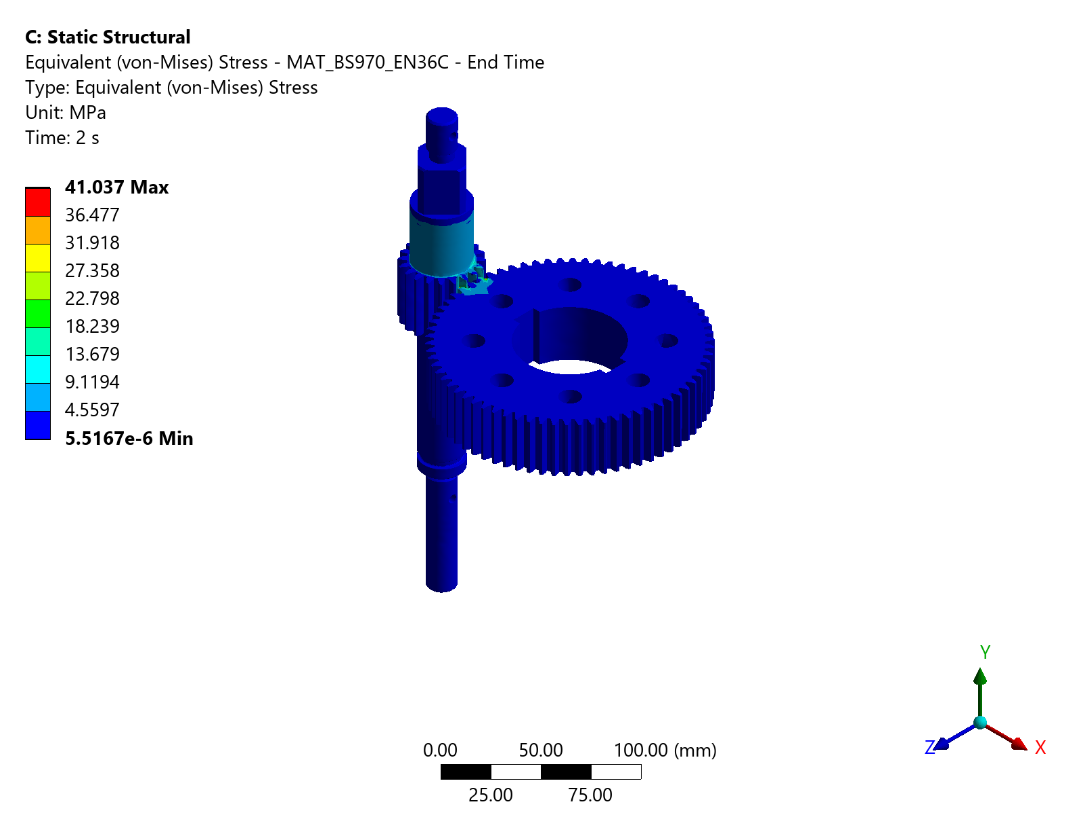 C: Static Structural
Equivalent (von-Mises) Stress - MAT_BS970_EN36C - End Time
Type: Equivalent (von-Mises) Stress
Unit: MPa
Time: 2 s
41.037 Max
36.477
31.918
27.358
22.798
18.239
13.679
9.1194
4.5597
5.5167e-6 Min
Y
Z
X
0.00 50.00 100.00 (mm)
25.00 75.00